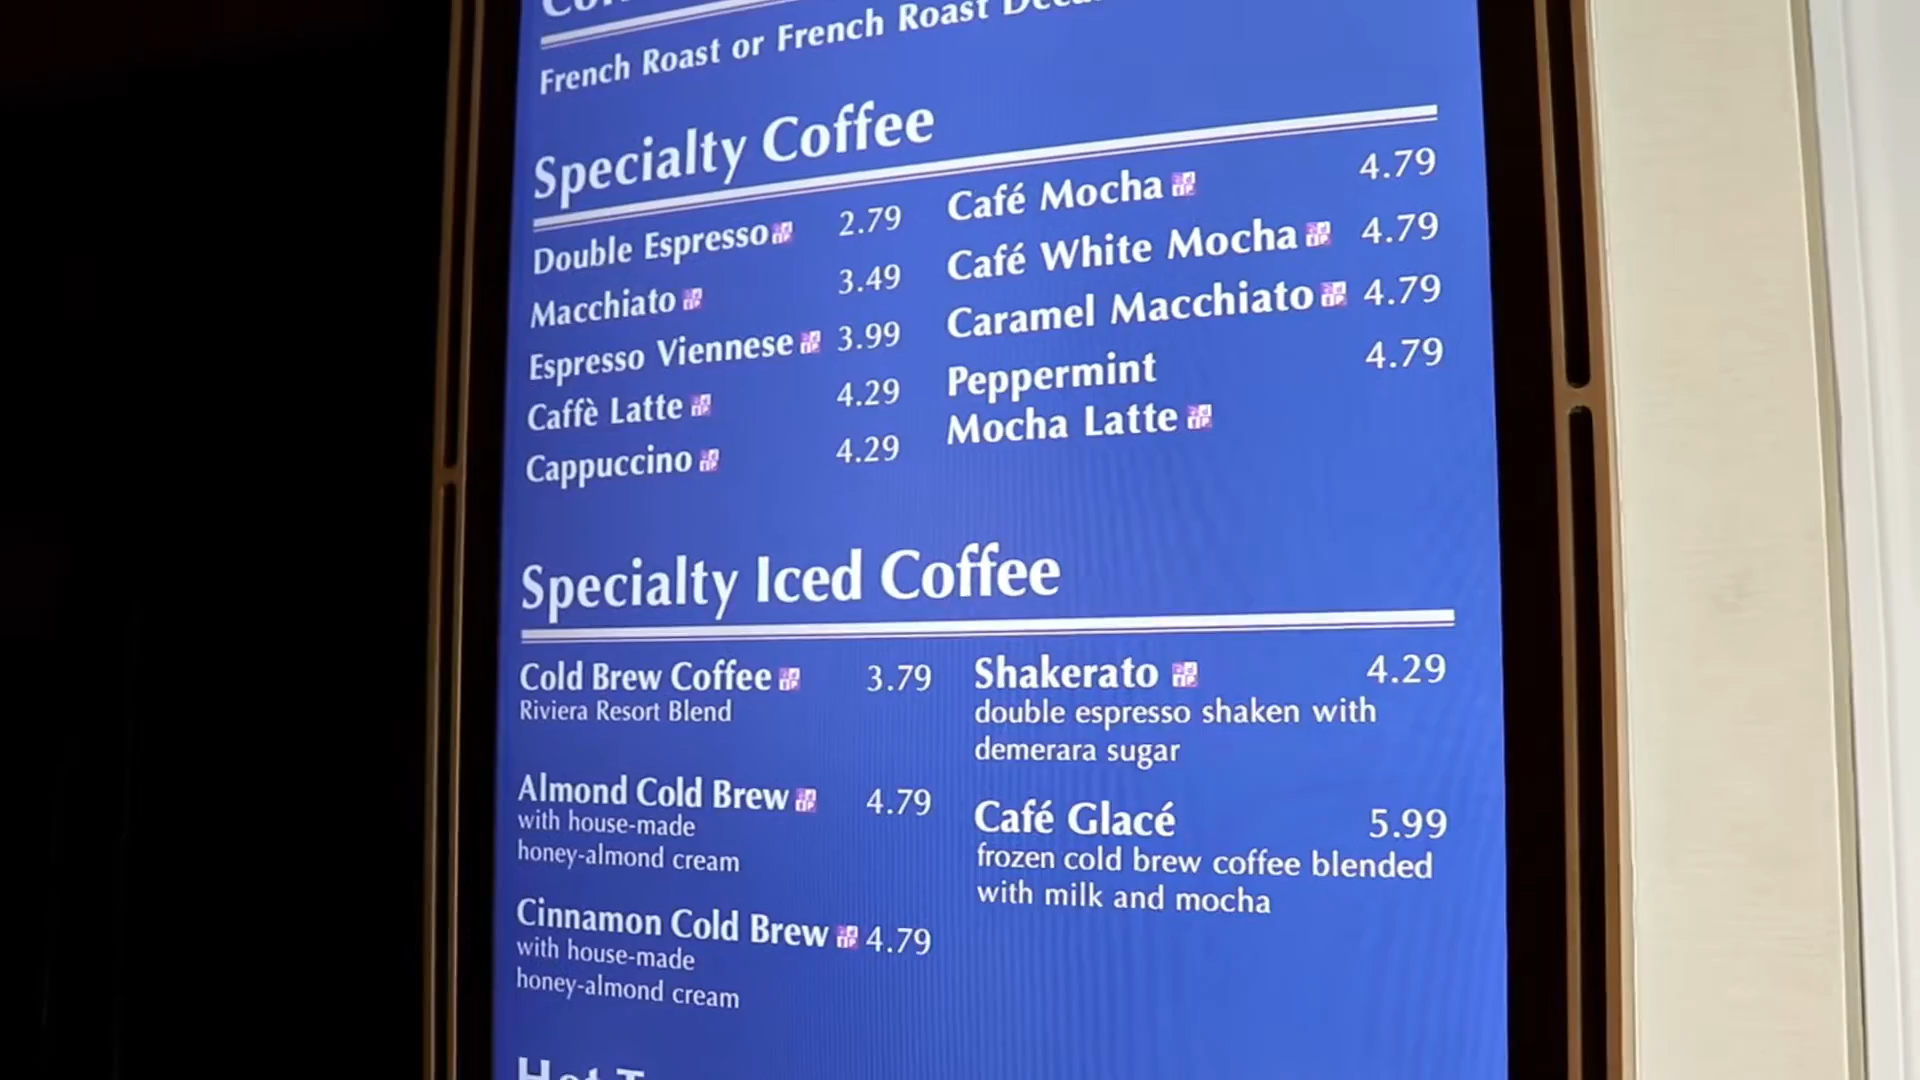 French Roast or French Roast
Specialty Coffee
Double Espresso 2.79
Macchiato 3.49
Espresso Viennese 3.99
Caffè Latte 4.29
Cappuccino 4.29
Café Mocha 4.79
Café White Mocha 4.79
Caramel Macchiato 4.79
Peppermint 4.79
Mocha Latte
Specialty Iced Coffee
Cold Brew Coffee 3.79
Riviera Resort Blend
Almond Cold Brew 4.79
with house-made
honey-almond cream
Cinnamon Cold Brew 4.79
with house-made
honey-almond cream
Shakerato 4.29
double espresso shaken with
demerara sugar
Café Glacé 5.99
frozen cold brew coffee blended
with milk and mocha